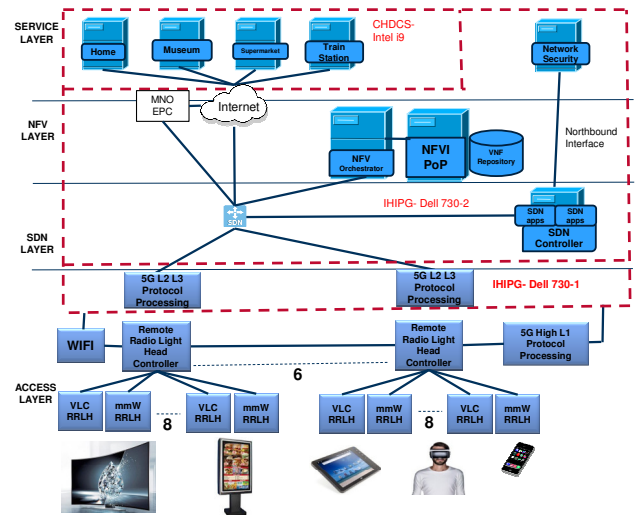 SERVICE
LAYER
CHDCS-
Intel i9
Home
Museum
Supermarket
Train
Station
Network
Security
MNO
EPC
Internet
NFV
LAYER
NFV
Orchestrator
NFVI
PoP
VNF
Repository
Northbound
Interface
SDN
LAYER
SDN
IHIPG- Dell 730-2
SDN
apps
SDN
apps
SDN
Controller
5G L2 L3
Protocol
Processing
5G L2 L3
Protocol
Processing
IHIPG- Dell 730-1
WIFI
Remote
Radio Light
Head
Controller
6
Remote
Radio Light
Head
Controller
5G High L1
Protocol
Processing
ACCESS
LAYER
VLC
RRLH
mmW
RRLH
8
VLC
RRLH
mmW
RRLH
VLC
RRLH
mmW
RRLH
8
VLC
RRLH
mmW
RRLH